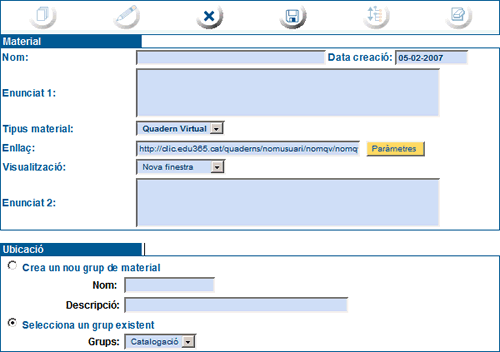 Material
Nom: Data creació: 05-02-2007
Enunciat 1:
Tipus material: Quadern Virtual
Enllaç: http://clic.edu365.cat/quaderns/nomusuari/nomqv/nomq Paràmetres
Visualització: Nova finestra
Enunciat 2:
Ubicació
Crea un nou grup de material
Nom:
Descripció:
Selecciona un grup existent
Grups: Catalogació